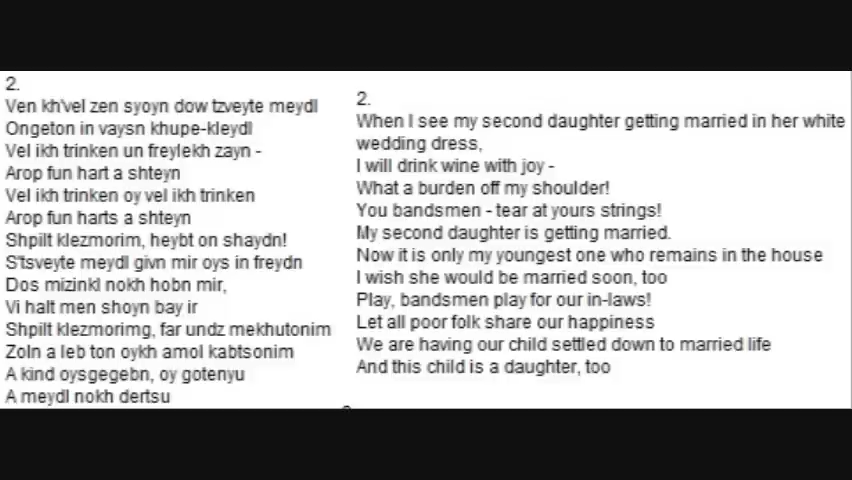 2.
Ven kh'vel zen syoyn dow tzveyte meydl
Ongeton in vaysn khupe-kleydl
Vel ikh trinken un freylekh zayn -
Arop fun hart a shteyn
Vel ikh trinken oy vel ikh trinken
Arop fun harts a shteyn
Shpilt klezmorim, heybt on shaydn!
S'tsveyte meydl givn mir oys in freydn
Dos mizinkl nokh hobn mir,
Vi halt men shoyn bay ir
Shpilt klezmorimg, far undz mekhutonim
Zoln a leb ton oykh amol kabtsonim
A kind oysgegebn, oy gotenyu
A meydl nokh dertsu
2.
When I see my second daughter getting married in her white
wedding dress,
I will drink wine with joy -
What a burden off my shoulder!
You bandsmen - tear at yours strings!
My second daughter is getting married.
Now it is only my youngest one who remains in the house
I wish she would be married soon, too
Play, bandsmen play for our in-laws!
Let all poor folk share our happiness
We are having our child settled down to married life
And this child is a daughter, too